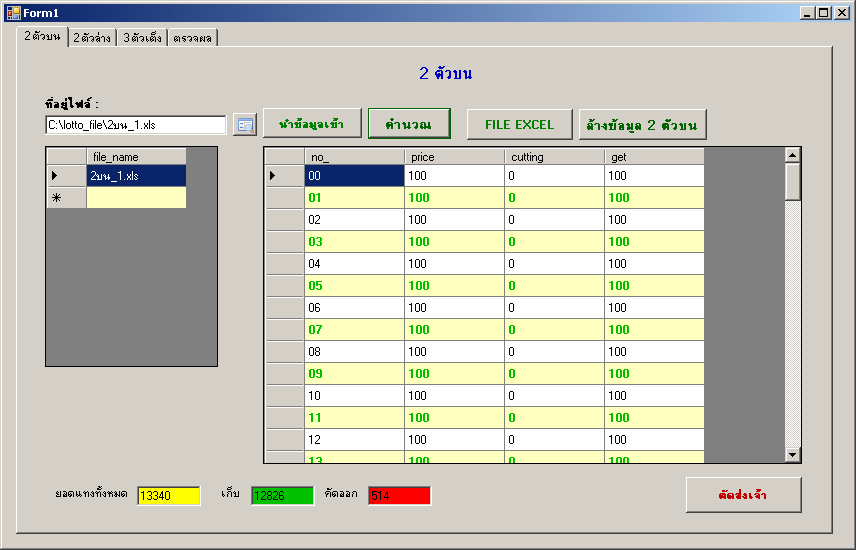 Form1
2ตัวบน 2ตัวล่าง 3ตัวเต็ง ตรวจผล
2 ตัวบน
ที่อยู่ไฟล์ :
C:\lotto_file\2บน_1.xls
นำข้อมูลเข้า คำนวณ FILE EXCEL ล้างข้อมูล 2 ตัวบน
file_name
2บน_1.xls
no_ price cutting get
00 100 0 100
01 100 0 100
02 100 0 100
03 100 0 100
04 100 0 100
05 100 0 100
06 100 0 100
07 100 0 100
08 100 0 100
09 100 0 100
10 100 0 100
11 100 0 100
12 100 0 100
13 100 0 100
ยอดแทงทั้งหมด 13340 เก็บ 12826 คัดออก 514
ตัดส่งเจ้า